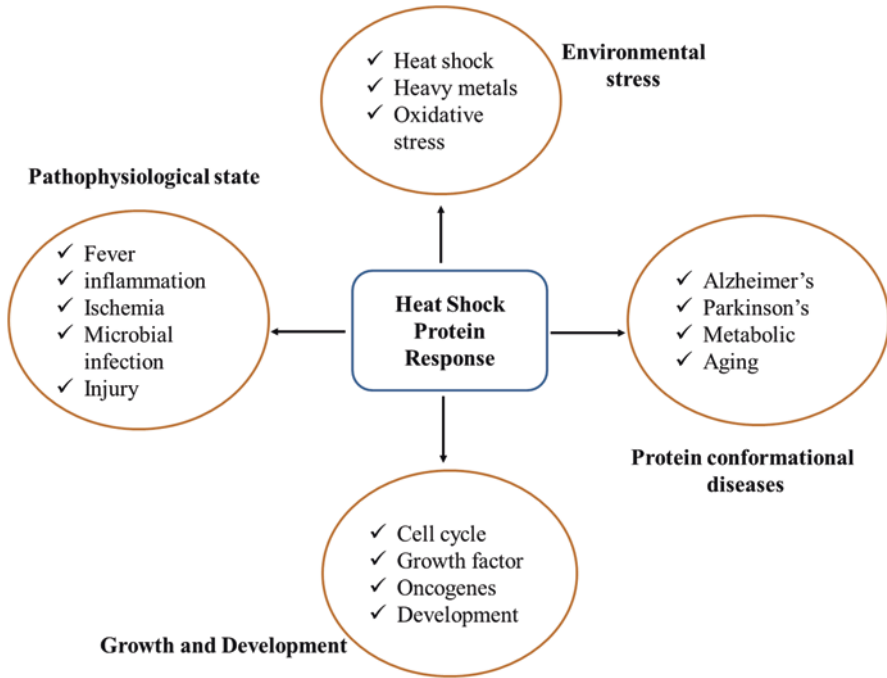 Environmental
stress
✓ Heat shock
✓ Heavy metals
✓ Oxidative
stress
Pathophysiological state
✓ Fever
✓ inflammation
✓ Ischemia
✓ Microbial
infection
✓ Injury
Heat Shock
Protein
Response
✓ Alzheimer’s
✓ Parkinson’s
✓ Metabolic
✓ Aging
Protein conformational
diseases
✓ Cell cycle
✓ Growth factor
✓ Oncogenes
✓ Development
Growth and Development